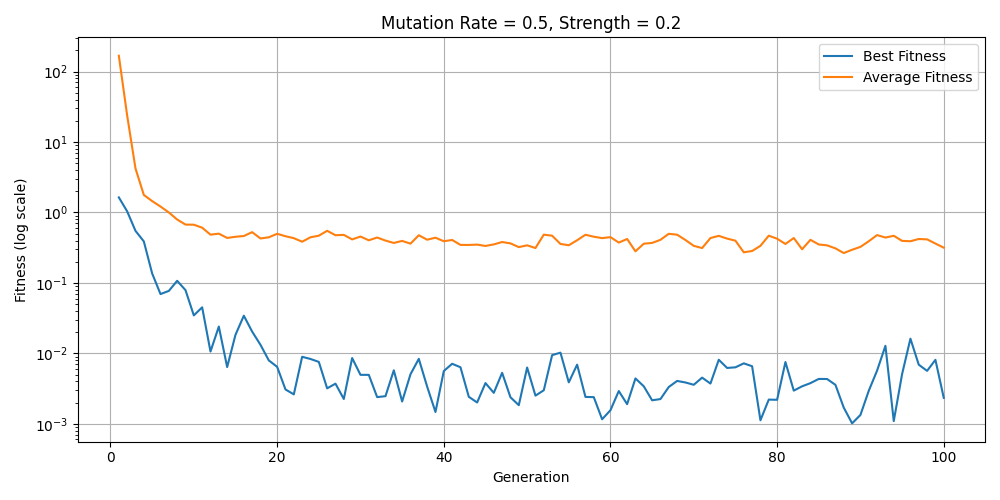 Mutation Rate = 0.5, Strength = 0.2
Best Fitness
Average Fitness
Fitness (log scale)
10²
10¹
10⁰
10⁻¹
10⁻²
10⁻³
0 20 40 60 80 100
Generation